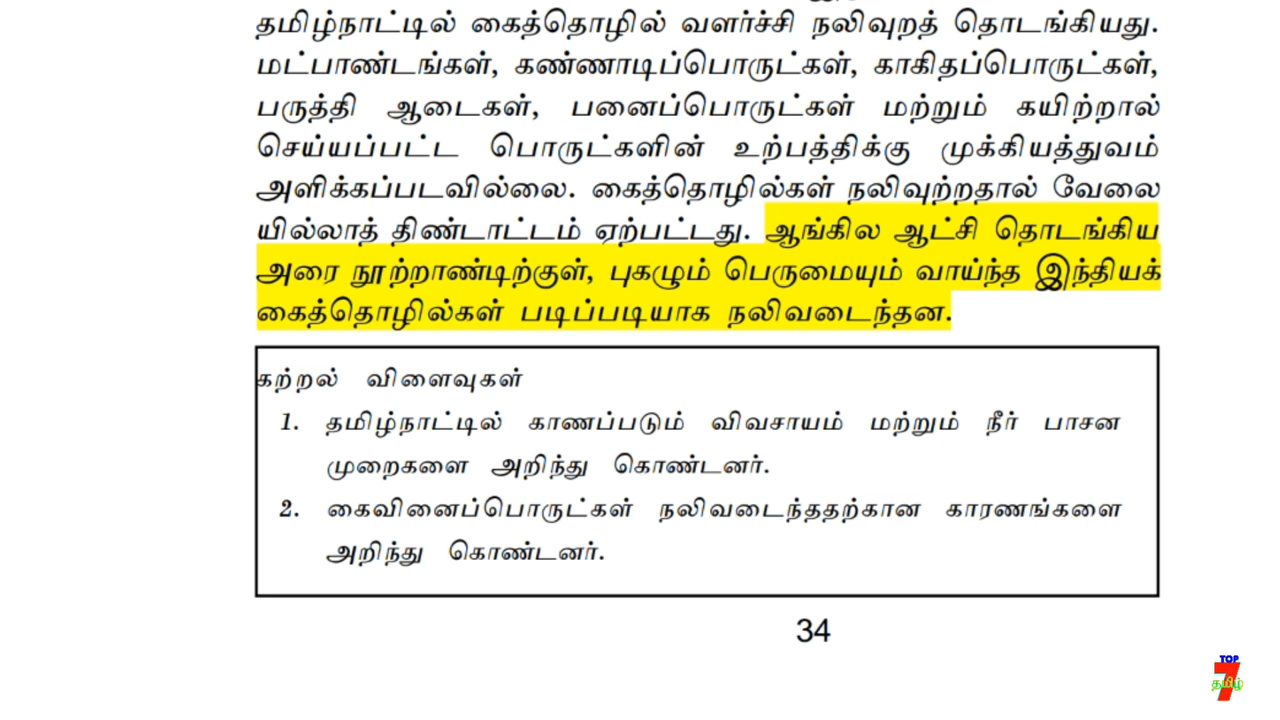 தமிழ்நாட்டில் கைத்தொழில் வளர்ச்சி நலிவுறத் தொடங்கியது.
மட்பாண்டங்கள், கண்ணாடிப்பொருட்கள், காகிதப்பொருட்கள்,
பருத்தி ஆடைகள், பனைப்பொருட்கள் மற்றும் கயிற்றால்
செய்யப்பட்ட பொருட்களின் உற்பத்திக்கு முக்கியத்துவம்
அளிக்கப்படவில்லை. கைத்தொழில்கள் நலிவுற்றதால் வேலை
யில்லாத் திண்டாட்டம் ஏற்பட்டது. ஆங்கில ஆட்சி தொடங்கிய
அரை நூற்றாண்டிற்குள், புகழும் பெருமையும் வாய்ந்த இந்தியக்
கைத்தொழில்கள் படிப்படியாக நலிவடைந்தன.
கற்றல் விளைவுகள்
1. தமிழ்நாட்டில் காணப்படும் விவசாயம் மற்றும் நீர் பாசன
முறைகளை அறிந்து கொண்டனர்.
2. கைவினைப்பொருட்கள் நலிவடைந்ததற்கான காரணங்களை
அறிந்து கொண்டனர்.
34
TOP
7
தமிழ்